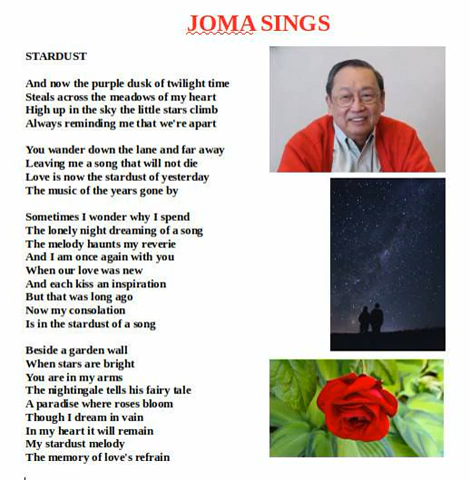 JOMA SINGS
STARDUST
And now the purple dusk of twilight time
Steals across the meadows of my heart
High up in the sky the little stars climb
Always reminding me that we're apart
You wander down the lane and far away
Leaving me a song that will not die
Love is now the stardust of yesterday
The music of the years gone by
Sometimes I wonder why I spend
The lonely night dreaming of a song
The melody haunts my reverie
And I am once again with you
When our love was new
And each kiss an inspiration
But that was long ago
Now my consolation
Is in the stardust of a song
Beside a garden wall
When stars are bright
You are in my arms
The nightingale tells his fairy tale
A paradise where roses bloom
Though I dream in vain
In my heart it will remain
My stardust melody
The memory of love's refrain